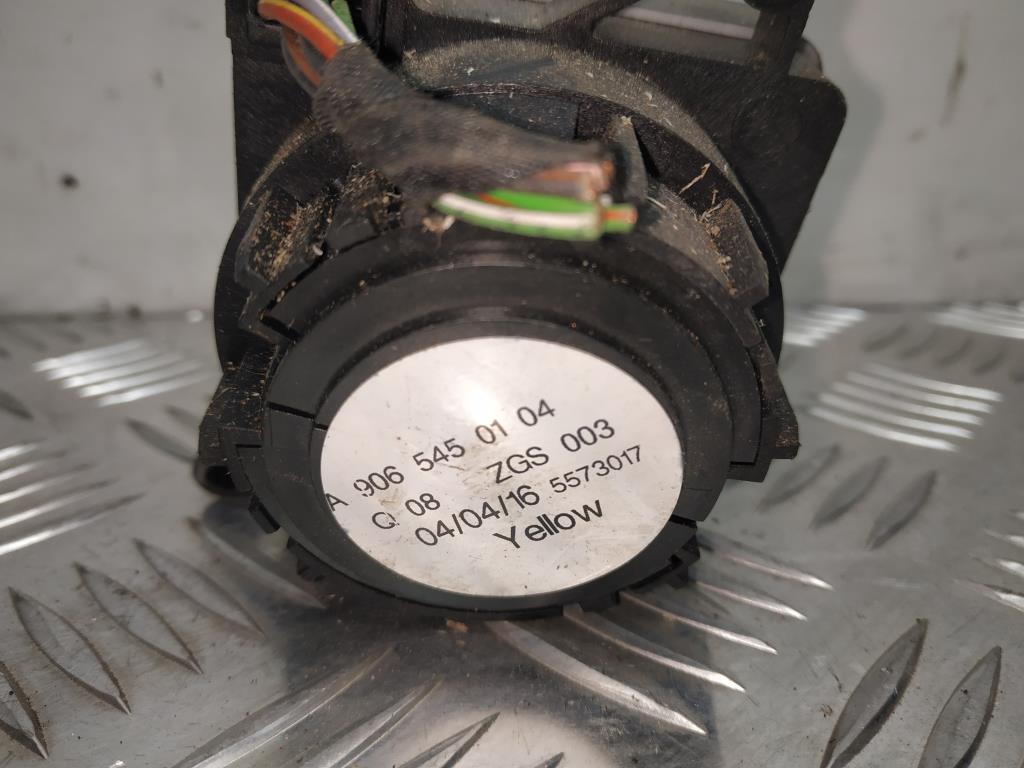 A 906 545 01 04
Q. 08 ZGS 003
04/04/16 5573017
Yellow